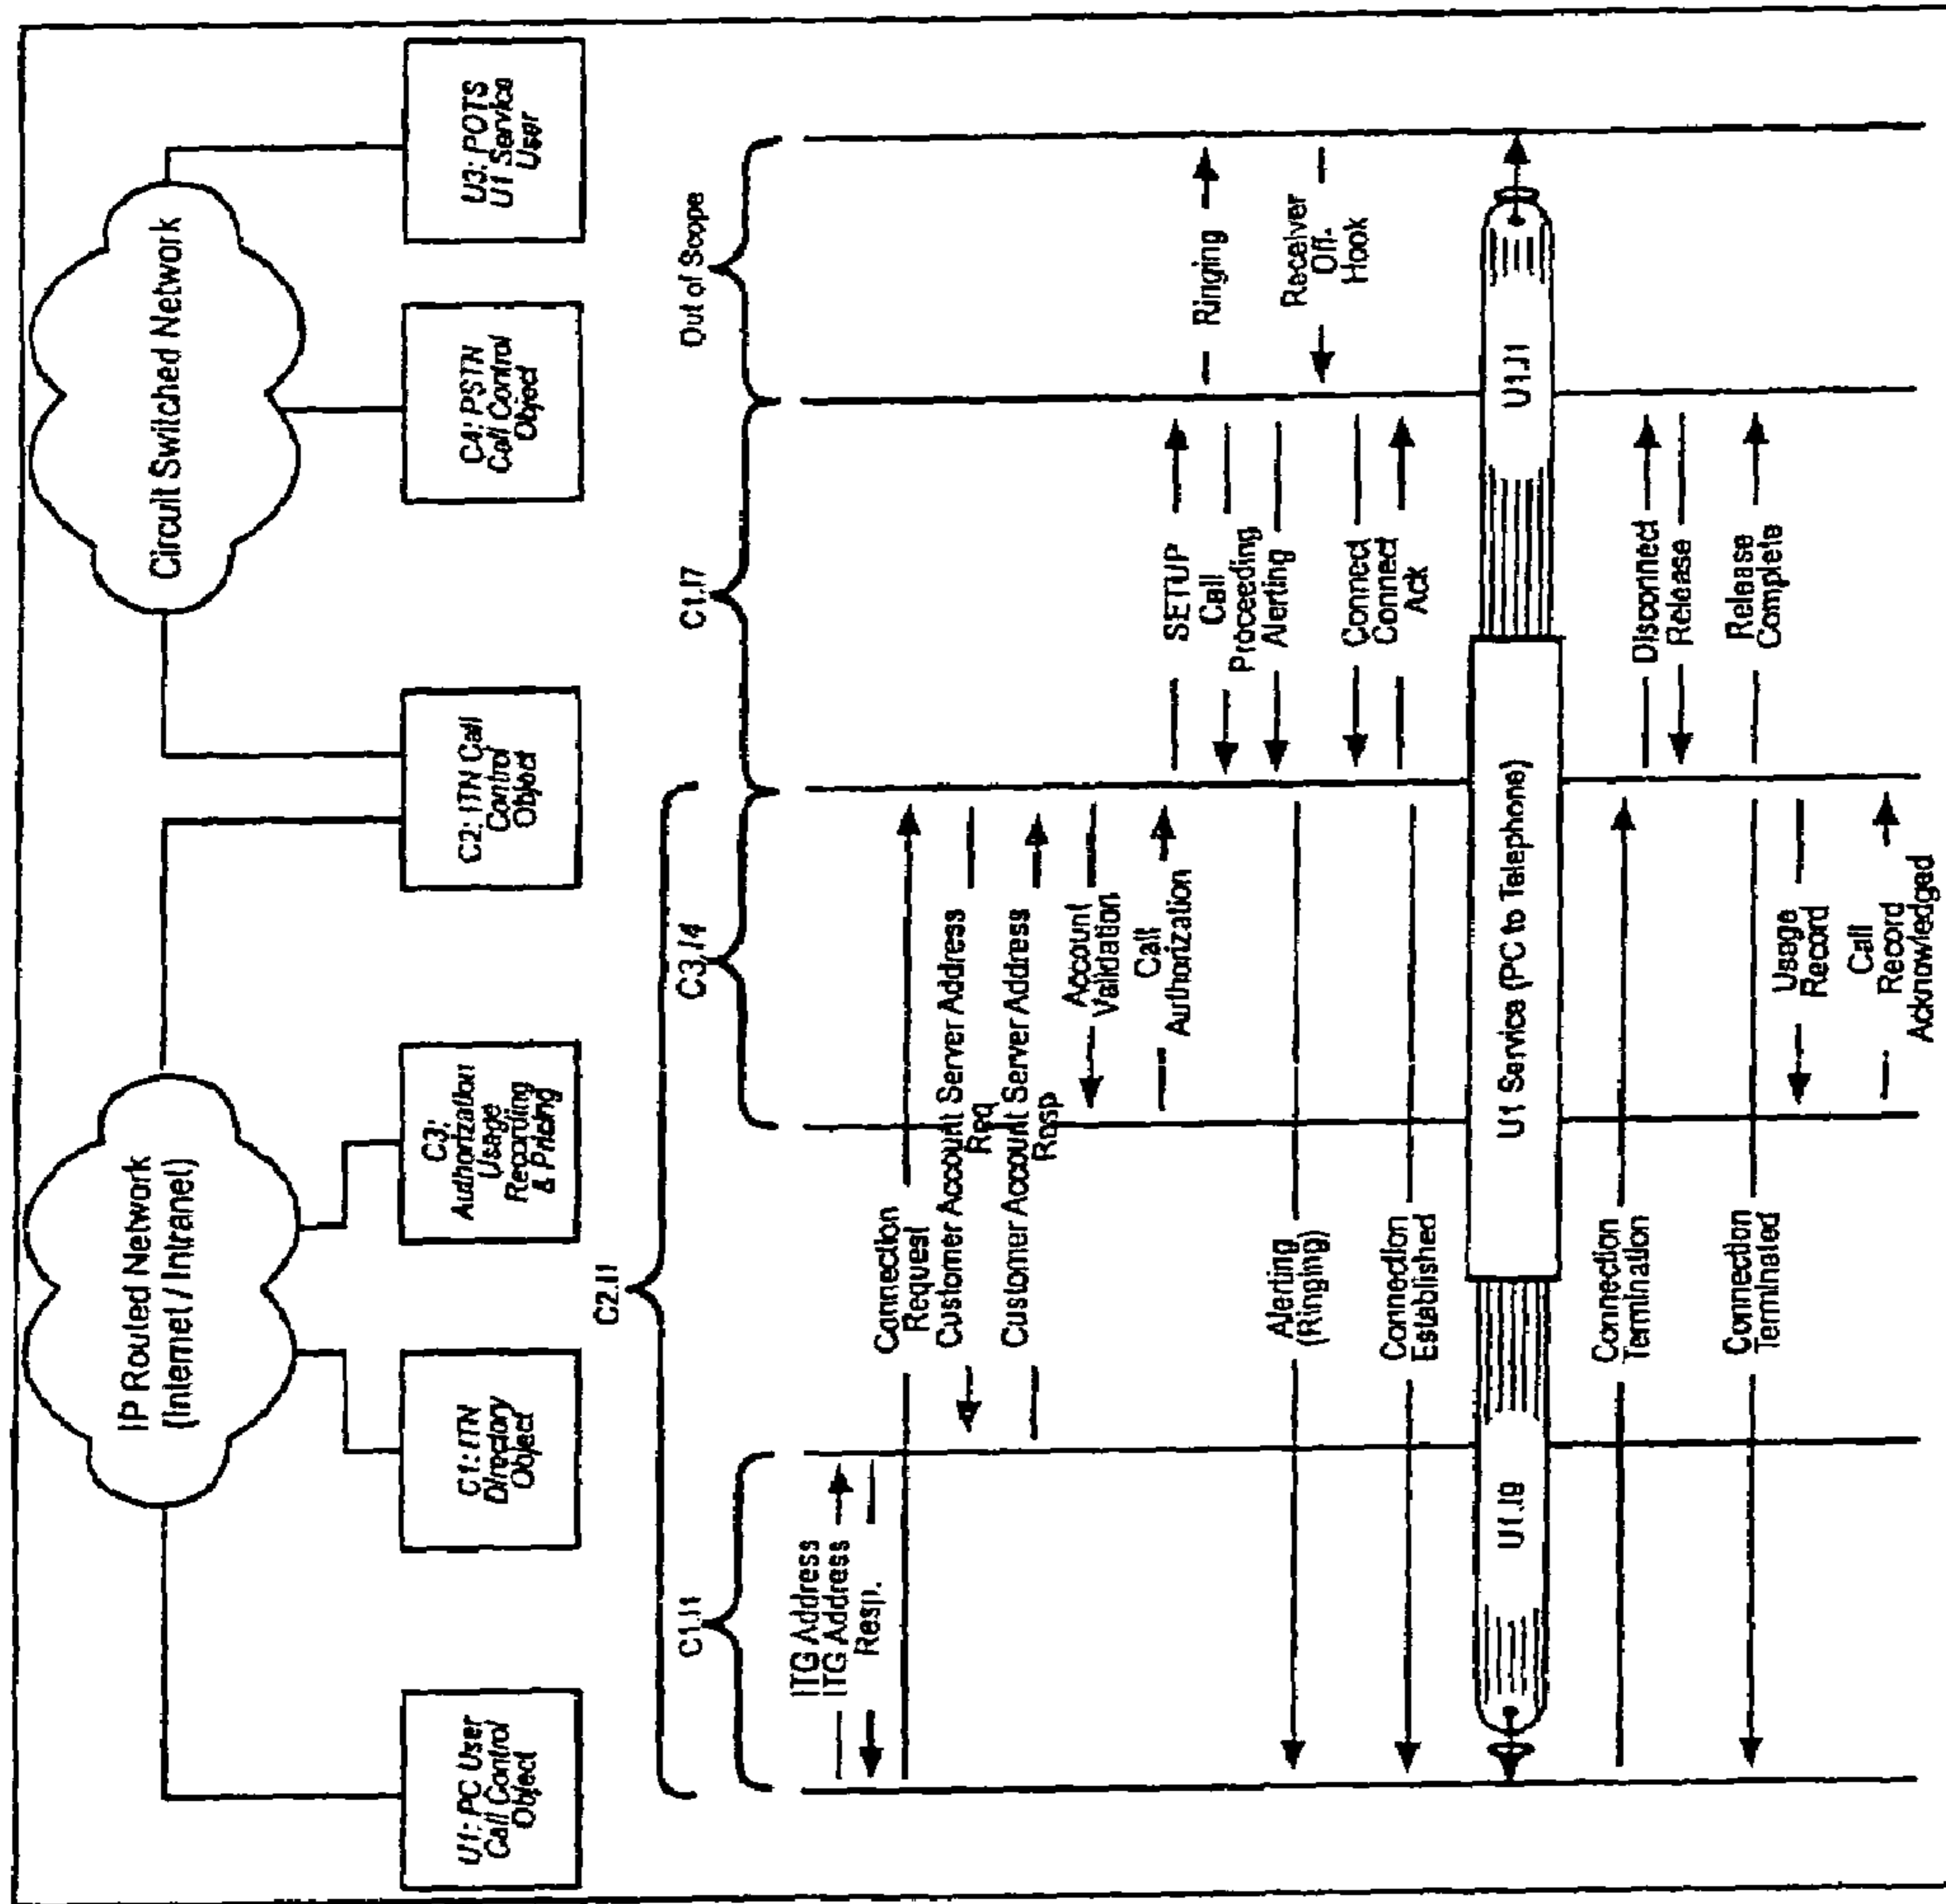 IP Routed Network
(Internet / Intranet)
Circuit Switched Network
U1: PC User
Call Control
Object
C1: ITN
Directory
Object
C3:
Authorization
Usage
Recording
& Pricing
C2: ITN Call
Control
Object
C4: PSTN
Call Control
Object
U3: POTS
U1 Service
User
C2.I1
C1.I1
C3.I4
C1.I7
Out of Scope
ITG Address
ITG Address
Resp.
Connection
Request
Customer Account Server Address
Req
Customer Account Server Address
Resp
Account
Validation
Call
Authorization
SETUP
Call
Proceeding
Alerting
Ringing
Alerting
(Ringing)
Receiver
Off.
Hook
Connect
Connect
Ack
Connection
Established
U1.I9
U1 Service (PC to Telephone)
U1.I1
Connection
Termination
Disconnect
Release
Connection
Terminated
Release
Complete
Usage
Record
Call
Record
Acknowledged